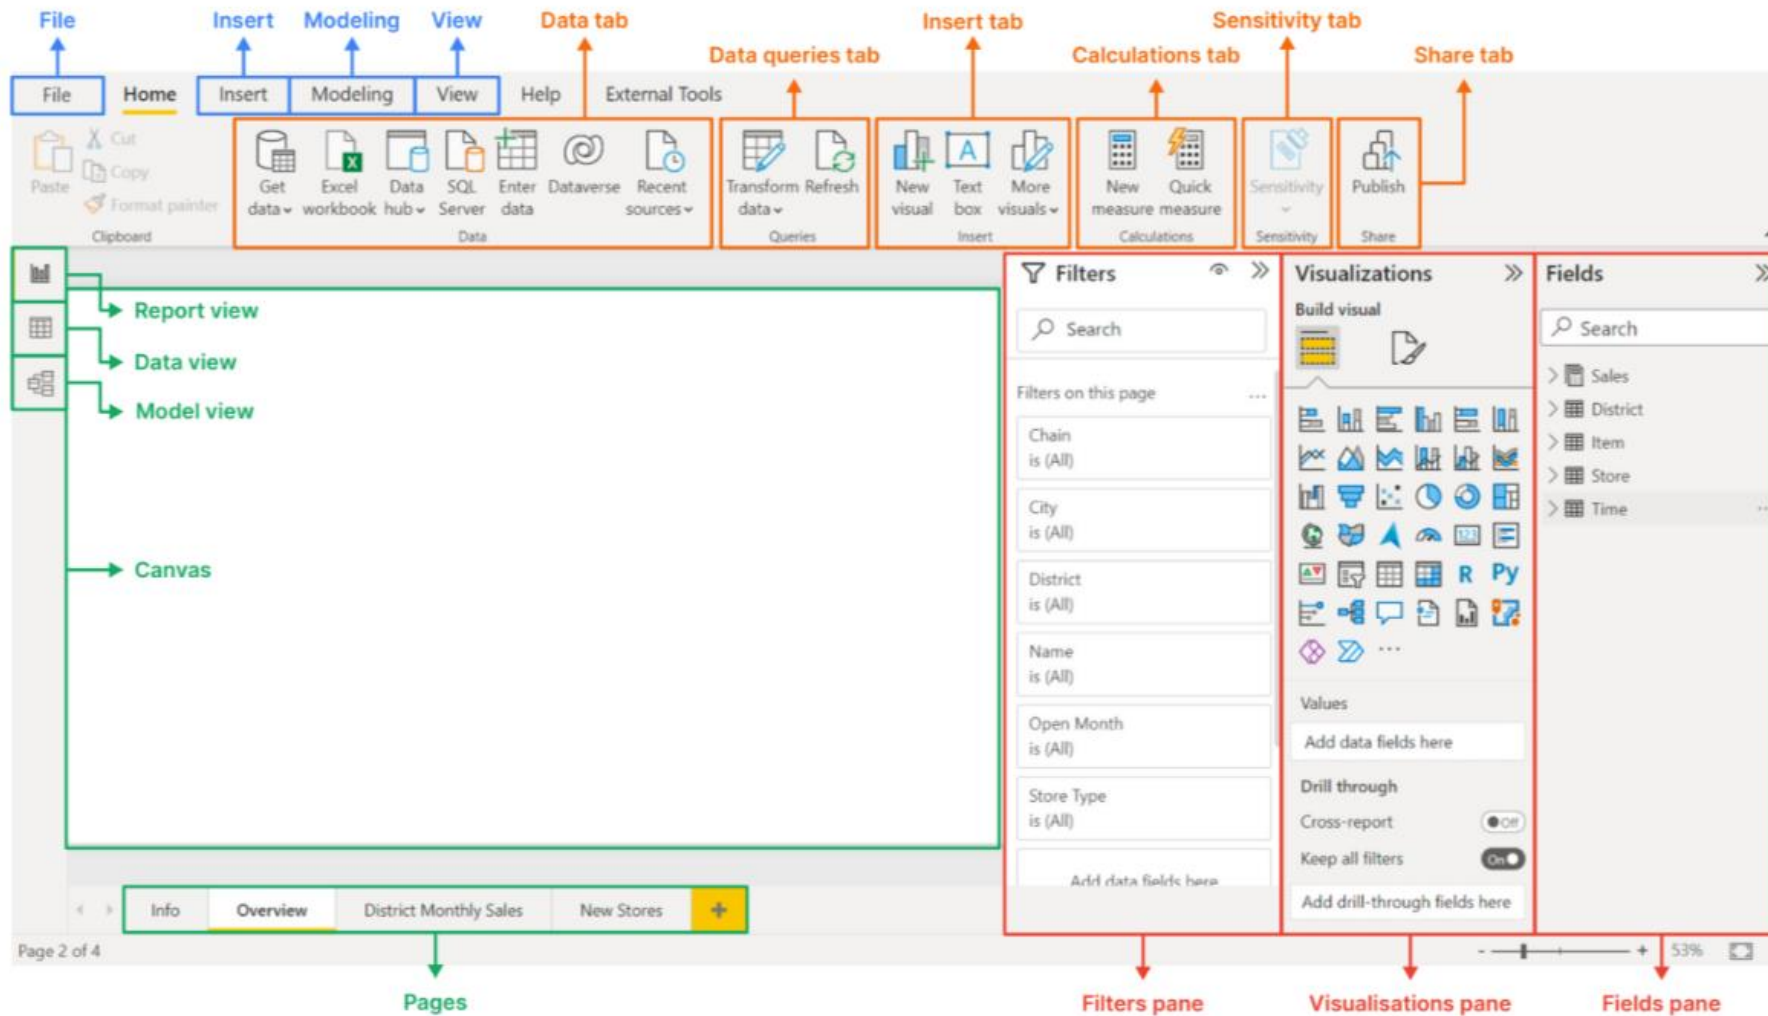 File
Insert
Modeling
View
Data tab
Insert tab
Sensitivity tab
Data queries tab
Calculations tab
Share tab
File
Home
Insert
Modeling
View
Help
External Tools
Paste
Cut
Copy
Format painter
Clipboard
Get
data
Excel
workbook
X
Data
hub
SQL
Server
Enter
data
Dataverse
Recent
sources
Data
Transform
data
Refresh
Queries
New
visual
A
Text
box
More
visuals
Insert
New
measure
Quick
measure
Calculations
Sensitivity
Sensitivity
Publish
Share
Report view
Data view
Model view
Canvas
Filters
Search
Filters on this page
...
Chain
is (All)
City
is (All)
District
is (All)
Name
is (All)
Open Month
is (All)
Store Type
is (All)
Add data fields here
Visualizations
Build visual
123
R
Py
...
Values
Add data fields here
Drill through
Cross-report
Off
Keep all filters
On
Add drill-through fields here
Fields
Search
Sales
District
Item
Store
Time
Info
Overview
District Monthly Sales
New Stores
+
Page 2 of 4
-
+
53%
Pages
Filters pane
Visualisations pane
Fields pane